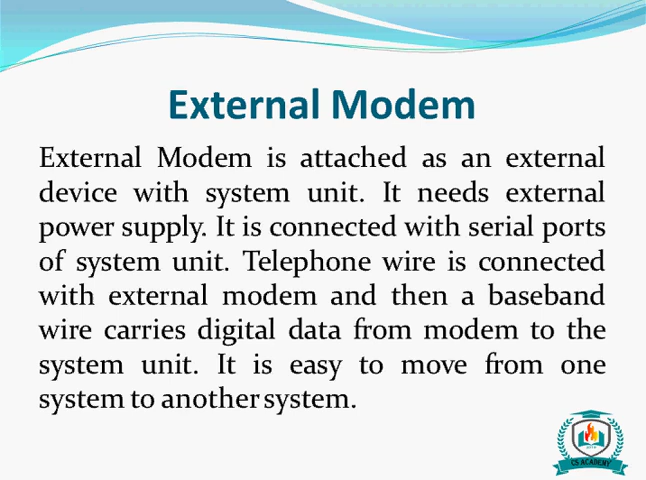 External Modem
External Modem is attached as an external
device with system unit. It needs external
power supply. It is connected with serial ports
of system unit. Telephone wire is connected
with external modem and then a baseband
wire carries digital data from modem to the
system unit. It is easy to move from one
system to another system.
CS ACADEMY